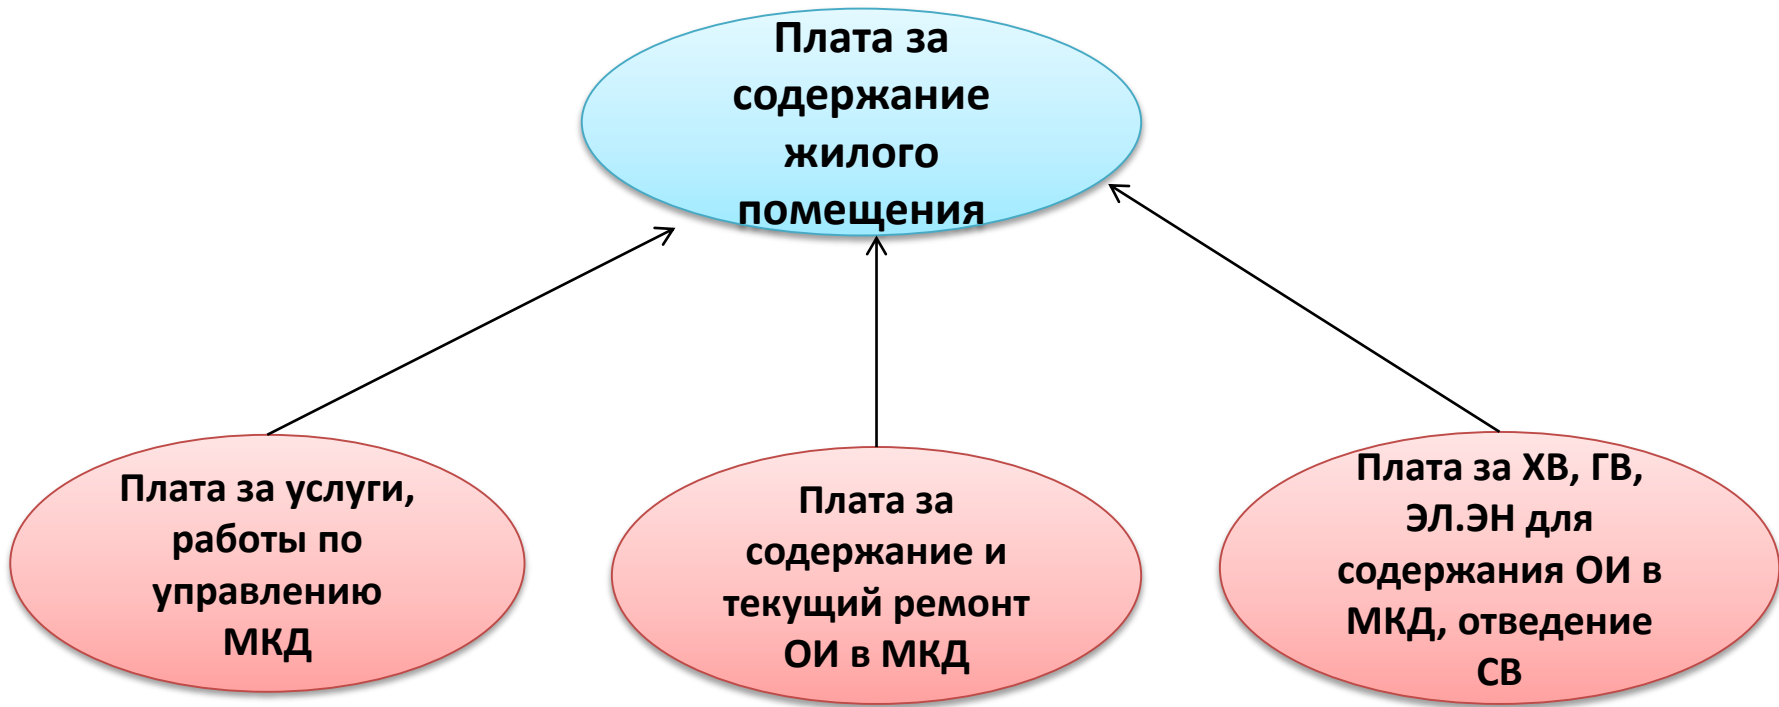 Плата за
содержание
жилого
помещения
Плата за услуги,
работы по
управлению
МКД
Плата за
содержание и
текущий ремонт
ОИ в МКД
Плата за ХВ, ГВ,
ЭЛ.ЭН для
содержания ОИ в
МКД, отведение
СВ